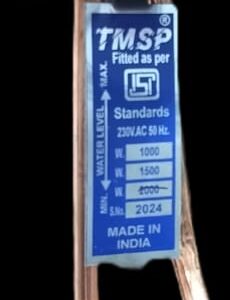 TMSP®
Fitted as per
ISI
Standards
230V.AC 50 Hz.
W. 1000
W. 1500
W. 2000
S.No. 2024
MADE IN
INDIA
MIN. WATER LEVEL MAX.